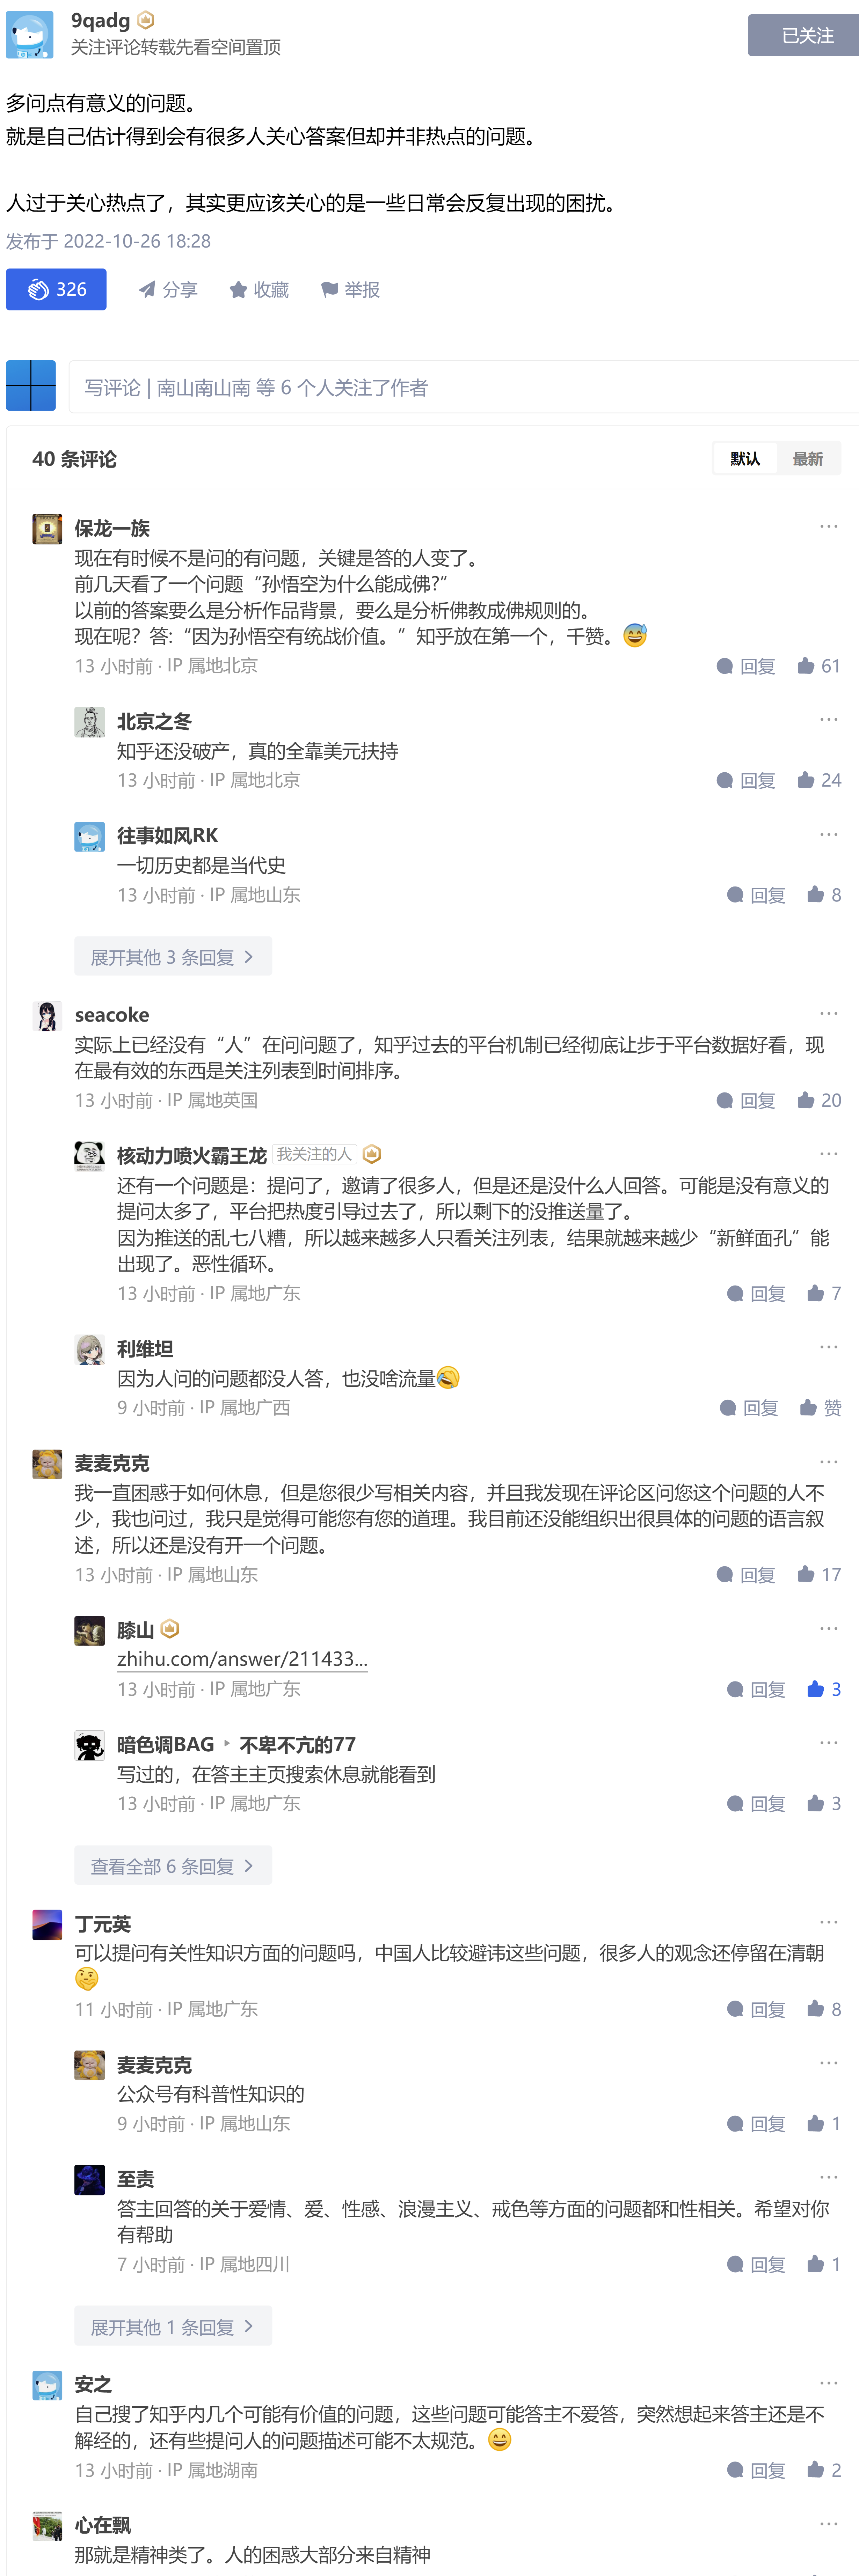 9qadg
关注评论转载先看空间置顶
已关注
多问点有意义的问题。
就是自己估计得到会有很多人关心答案但却并非热点的问题。
人过于关心热点了，其实更应该关心的是一些日常会反复出现的困扰。
发布于 2022-10-26 18:28
326 分享 收藏 举报
写评论 | 南山南山南 等 6 个人关注了作者
40 条评论
默认 最新
保龙一族
现在有时候不是问的有问题，关键是答的人变了。
前几天看了一个问题“孙悟空为什么能成佛?”
以前的答案要么是分析作品背景，要么是分析佛教成佛规则的。
现在呢？答:“因为孙悟空有统战价值。”知乎放在第一个，千赞。😅
13 小时前 · IP 属地北京 回复 61
北京之冬
知乎还没破产，真的全靠美元扶持
13 小时前 · IP 属地北京 回复 24
往事如风RK
一切历史都是当代史
13 小时前 · IP 属地山东 回复 8
展开其他 3 条回复
seacoke
实际上已经没有“人”在问问题了，知乎过去的平台机制已经彻底让步于平台数据好看，现
在最有效的东西是关注列表到时间排序。
13 小时前 · IP 属地英国 回复 20
核动力喷火霸王龙 我关注的人
还有一个问题是：提问了，邀请了很多人，但是还是没什么人回答。可能是没有意义的
提问太多了，平台把热度引导过去了，所以剩下的没推送量了。
因为推送的乱七八糟，所以越来越多人只看关注列表，结果就越来越少“新鲜面孔”能
出现了。恶性循环。
13 小时前 · IP 属地广东 回复 7
利维坦
因为人问的问题都没人答，也没啥流量🤣
9 小时前 · IP 属地广西 回复 赞
麦麦克克
我一直困惑于如何休息，但是您很少写相关内容，并且我发现在评论区问您这个问题的人不
少，我也问过，我只是觉得可能您有您的道理。我目前还没能组织出很具体的问题的语言叙
述，所以还是没有开一个问题。
13 小时前 · IP 属地山东 回复 17
膝山
zhihu.com/answer/211433...
13 小时前 · IP 属地广东 回复 3
暗色调BAG ▸ 不卑不亢的77
写过的，在答主主页搜索休息就能看到
13 小时前 · IP 属地广东 回复 3
查看全部 6 条回复
丁元英
可以提问有关性知识方面的问题吗，中国人比较避讳这些问题，很多人的观念还停留在清朝
🤔
11 小时前 · IP 属地广东 回复 8
麦麦克克
公众号有科普性知识的
9 小时前 · IP 属地山东 回复 1
至责
答主回答的关于爱情、爱、性感、浪漫主义、戒色等方面的问题都和性相关。希望对你
有帮助
7 小时前 · IP 属地四川 回复 1
展开其他 1 条回复
安之
自己搜了知乎内几个可能有价值的问题，这些问题可能答主不爱答，突然想起来答主还是不
解经的，还有些提问人的问题描述可能不太规范。😄
13 小时前 · IP 属地湖南 回复 2
心在飘
那就是精神类了。人的困惑大部分来自精神